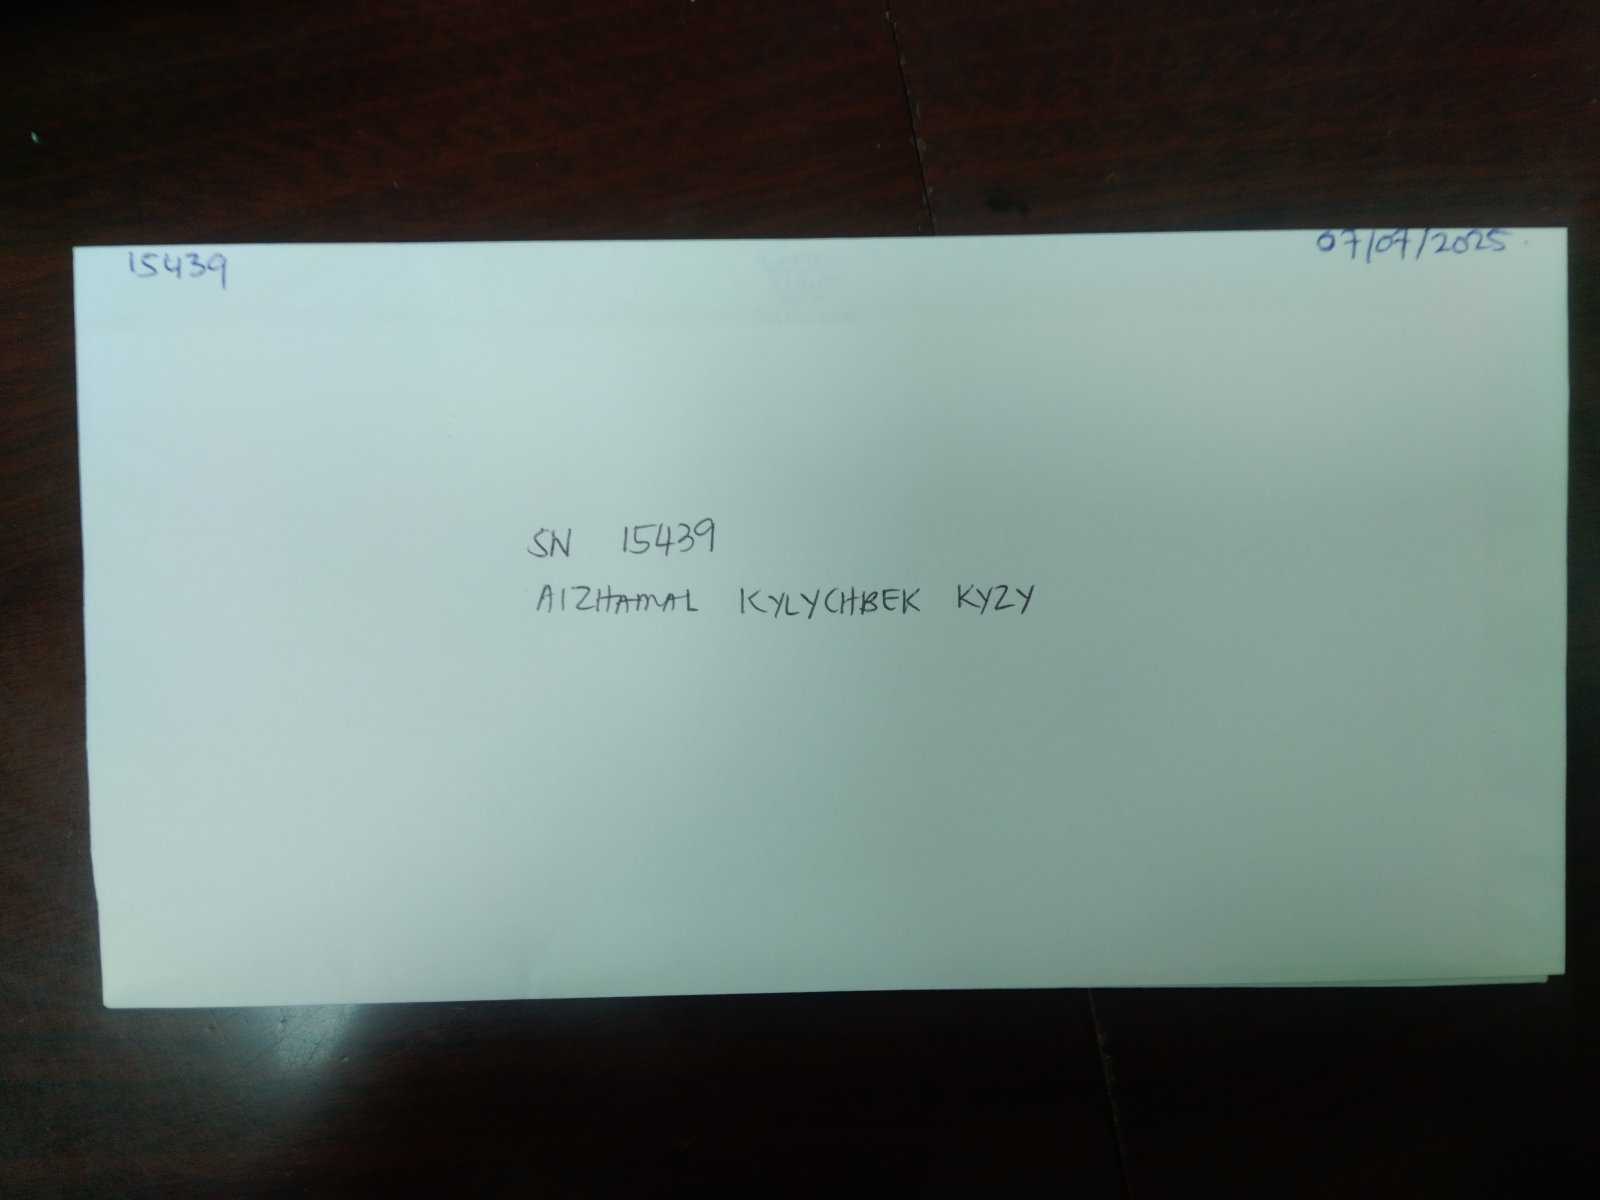 15439
07/07/2025
SN 15439
AIZHAMAL KYLYCHBEK KYZY